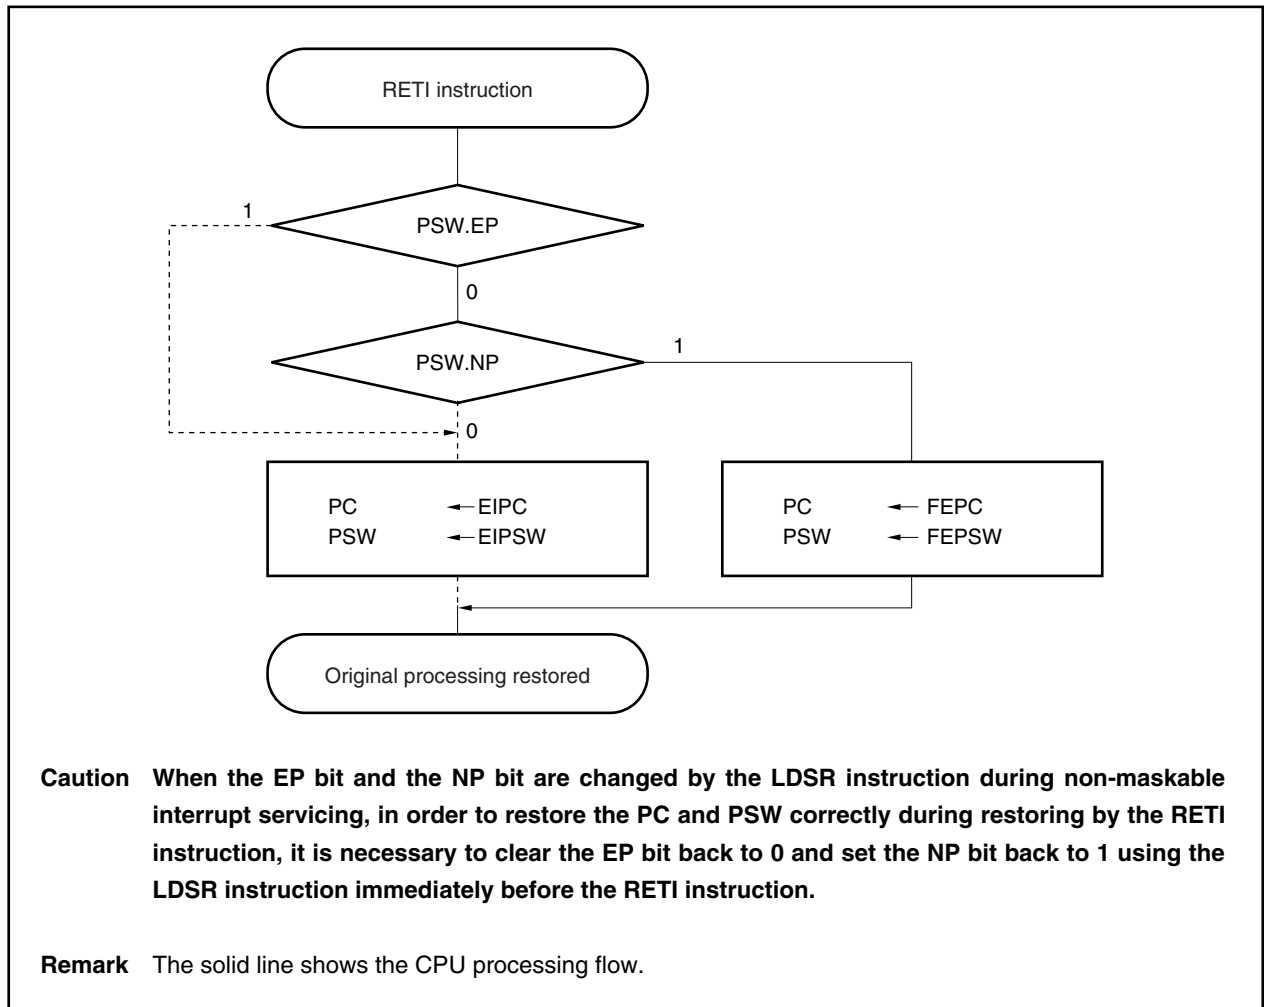 RETI instruction
1
PSW.EP
0
PSW.NP
1
0
PC ← EIPC
PSW ← EIPSW
PC ← FEPC
PSW ← FEPSW
Original processing restored
Caution When the EP bit and the NP bit are changed by the LDSR instruction during non-maskable
interrupt servicing, in order to restore the PC and PSW correctly during restoring by the RETI
instruction, it is necessary to clear the EP bit back to 0 and set the NP bit back to 1 using the
LDSR instruction immediately before the RETI instruction.
Remark The solid line shows the CPU processing flow.